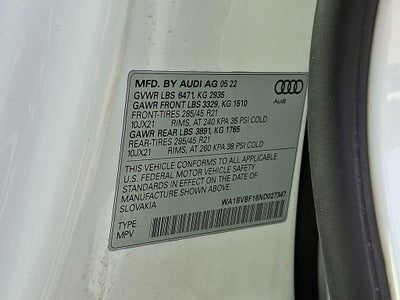 MFD. BY AUDI AG 05 22
GVWR LBS 6471, KG 2935
GAWR FRONT LBS 3329, KG 1510
FRONT-TIRES 285/45 R21
10JX21 RIMS, AT 240 KPA 35 PSI COLD
GAWR REAR LBS 3891, KG 1765
REAR-TIRES 285/45 R21
10JX21 RIMS, AT 260 KPA 38 PSI COLD
THIS VEHICLE CONFORMS TO ALL APPLICABLE
U.S. FEDERAL MOTOR VEHICLE SAFETY
STANDARDS IN EFFECT ON THE DATE OF
MANUFACTURE SHOWN ABOVE.
SLOVAKIA WA1BVBF16ND027347
TYPE:
MPV
Audi